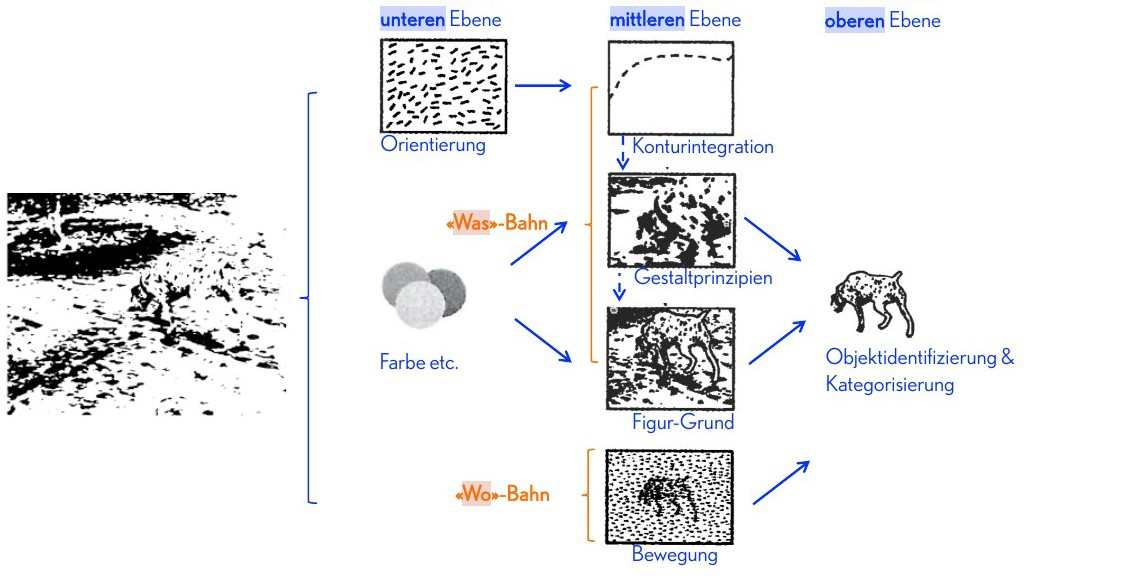 unteren Ebene
mittleren Ebene
oberen Ebene
Orientierung
Konturintegration
«Was»-Bahn
Gestaltprinzipien
Farbe etc.
Objektidentifizierung &
Kategorisierung
Figur-Grund
«Wo»-Bahn
Bewegung